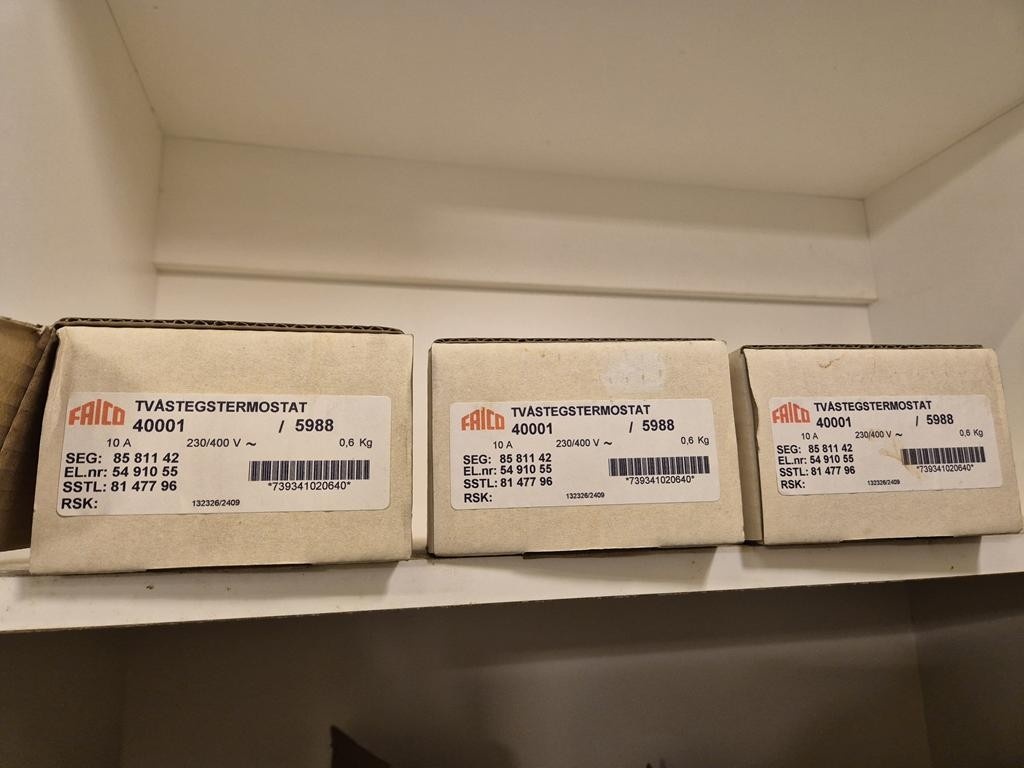 FRICO
TVÅSTEGSTERMOSTAT
40001 / 5988
10 A 230/400 V ~ 0,6 Kg
SEG: 85 811 42
EL.nr: 54 910 55
SSTL: 81 477 96
RSK:
*739341020640*
132326/2409
FRICO
TVÅSTEGSTERMOSTAT
40001 / 5988
10 A 230/400 V ~ 0,6 Kg
SEG: 85 811 42
EL.nr: 54 910 55
SSTL: 81 477 96
RSK:
*739341020640*
132326/2409
FRICO
TVÅSTEGSTERMOSTAT
40001 / 5988
10 A 230/400 V ~ 0,6 Kg
SEG: 85 811 42
EL.nr: 54 910 55
SSTL: 81 477 96
RSK:
*739341020640*
132326/2409